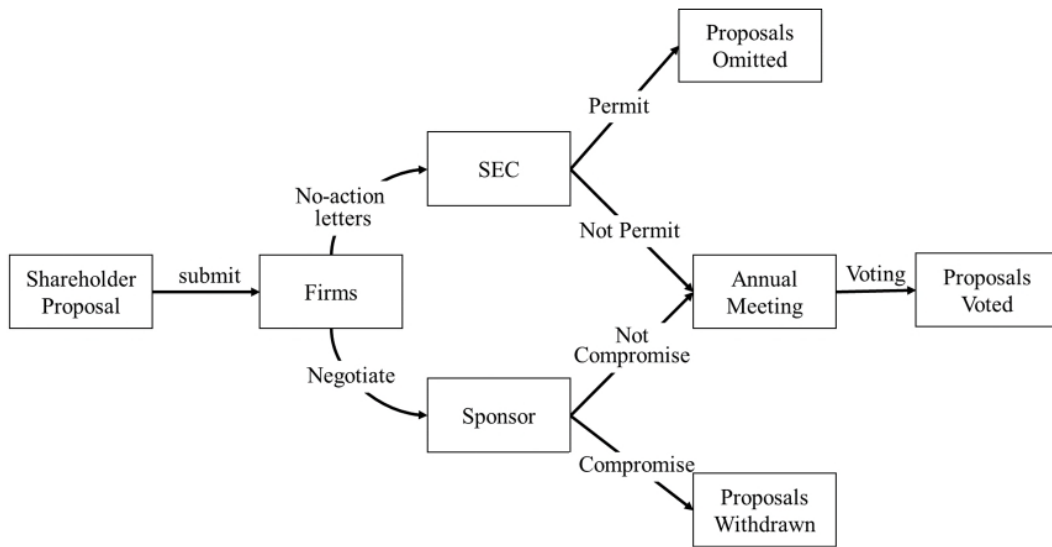 Proposals
Omitted
Permit
SEC
No-action
letters
Not Permit
Shareholder
Proposal
submit
Firms
Annual
Meeting
Voting
Proposals
Voted
Not
Compromise
Negotiate
Sponsor
Compromise
Proposals
Withdrawn